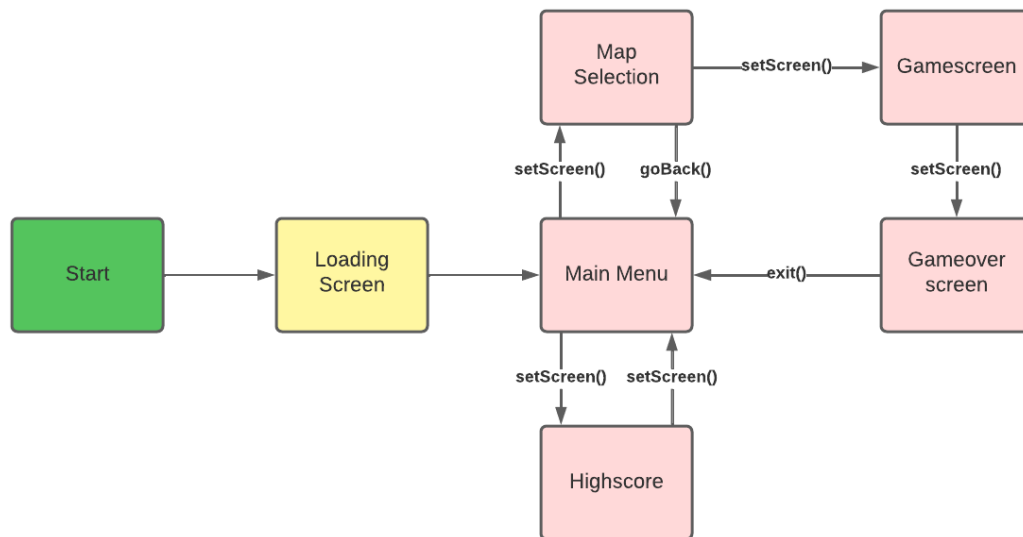 Map
Selection
setScreen()
Gamescreen
setScreen()
goBack()
setScreen()
Start
Loading
Screen
Main Menu
exit()
Gameover
screen
setScreen()
setScreen()
Highscore